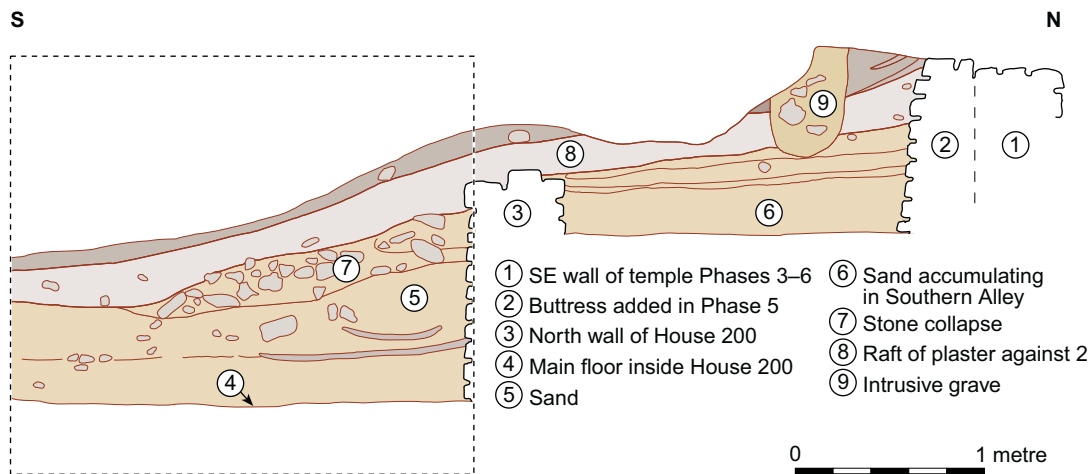 S
N
9
8
2
1
3
6
7
5
4
1 SE wall of temple Phases 3–6
2 Buttress added in Phase 5
3 North wall of House 200
4 Main floor inside House 200
5 Sand
6 Sand accumulating
in Southern Alley
7 Stone collapse
8 Raft of plaster against 2
9 Intrusive grave
0
1 metre